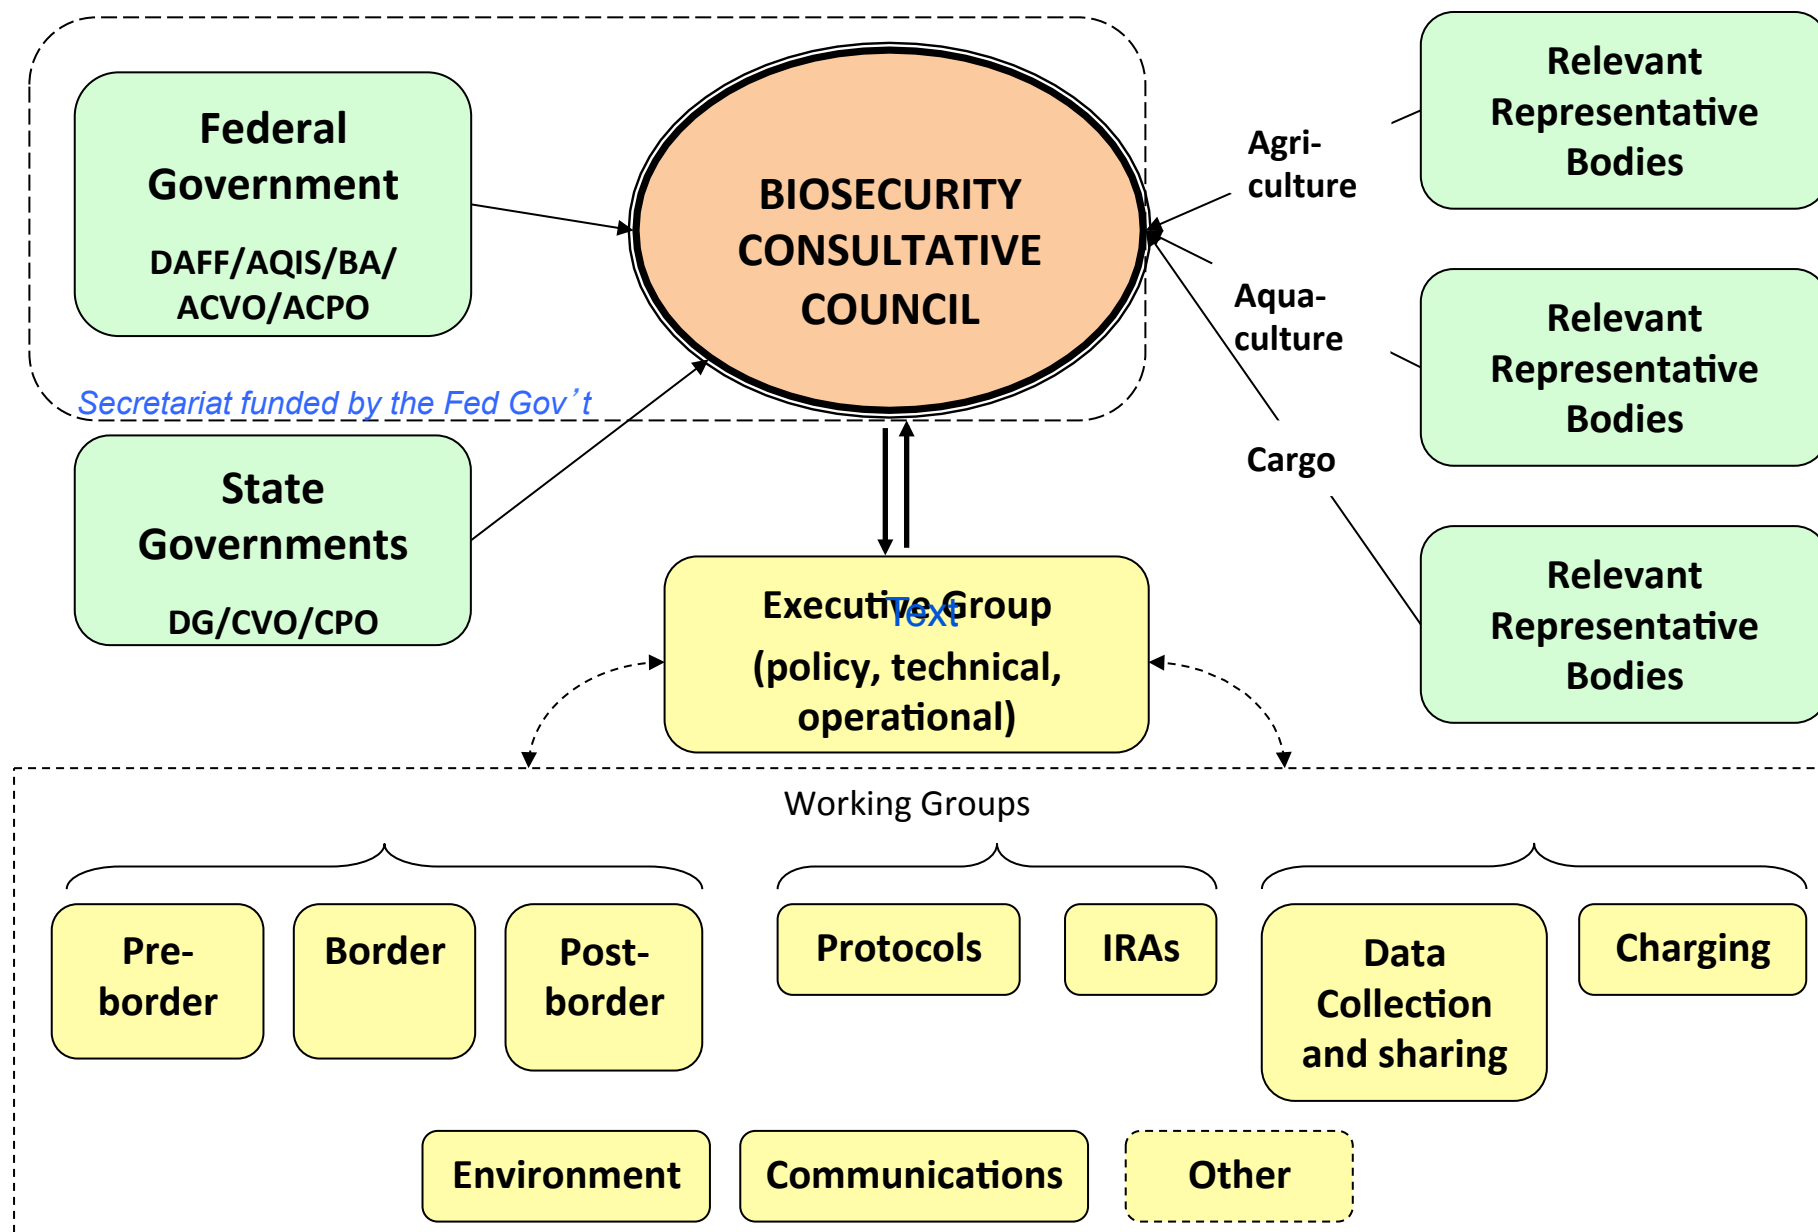 Federal
Government
DAFF/AQIS/BA/
ACVO/ACPO
Secretariat funded by the Fed Gov't
State
Governments
DG/CVO/CPO
BIOSECURITY
CONSULTATIVE
COUNCIL
Agri-
culture
Aqua-
culture
Cargo
Relevant
Representative
Bodies
Relevant
Representative
Bodies
Relevant
Representative
Bodies
Executive Group
Text
(policy, technical,
operational)
Working Groups
Pre-
border
Border
Post-
border
Protocols
IRAs
Data
Collection
and sharing
Charging
Environment
Communications
Other